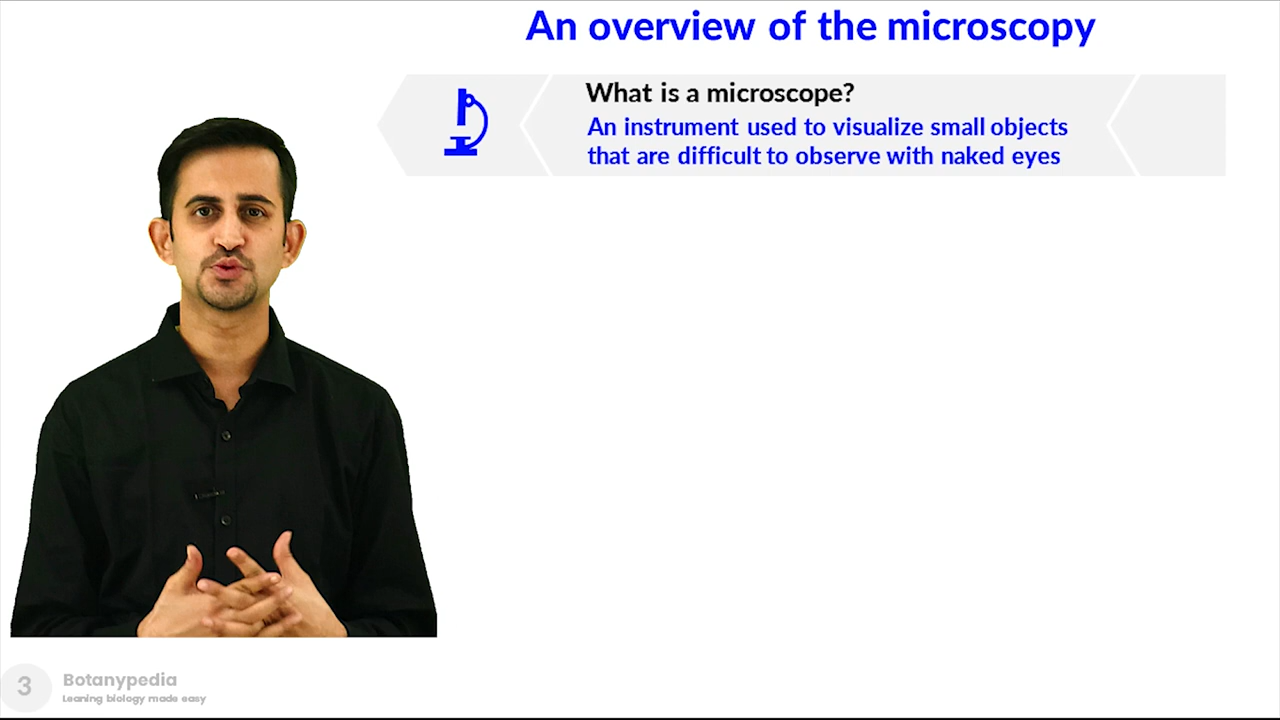 An overview of the microscopy
What is a microscope?
An instrument used to visualize small objects
that are difficult to observe with naked eyes
3
Botanypedia
Leaning biology made easy